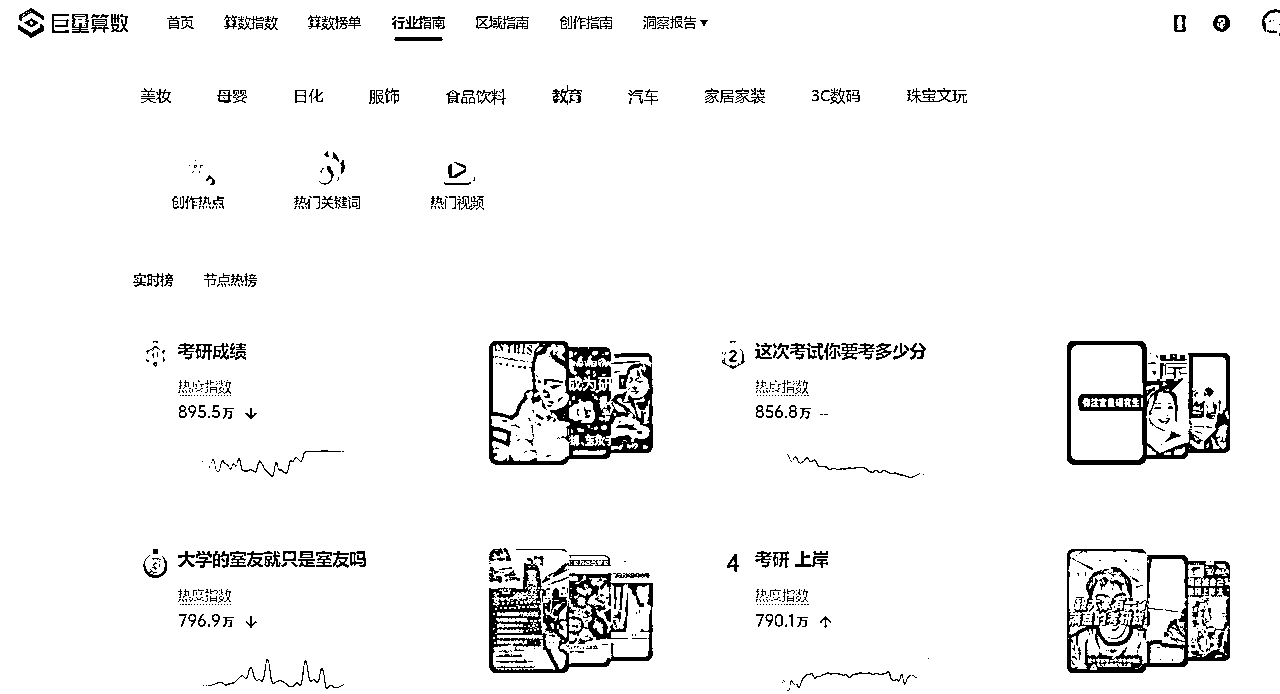 巨量算数 首页 算数指数 算数榜单 行业指南 区域指南 创作指南 洞察报告
美妆 母婴 日化 服饰 食品饮料 教育 汽车 家居家装 3C数码 珠宝文玩
创作热点 热门关键词 热门视频
实时榜 节点热榜
考研成绩
热度指数
895.5万
成为研
2 这次考试你要考多少分
热度指数
856.8万 --
3 大学的室友就只是室友吗
热度指数
796.9万
4 考研 上岸
热度指数
790.1万